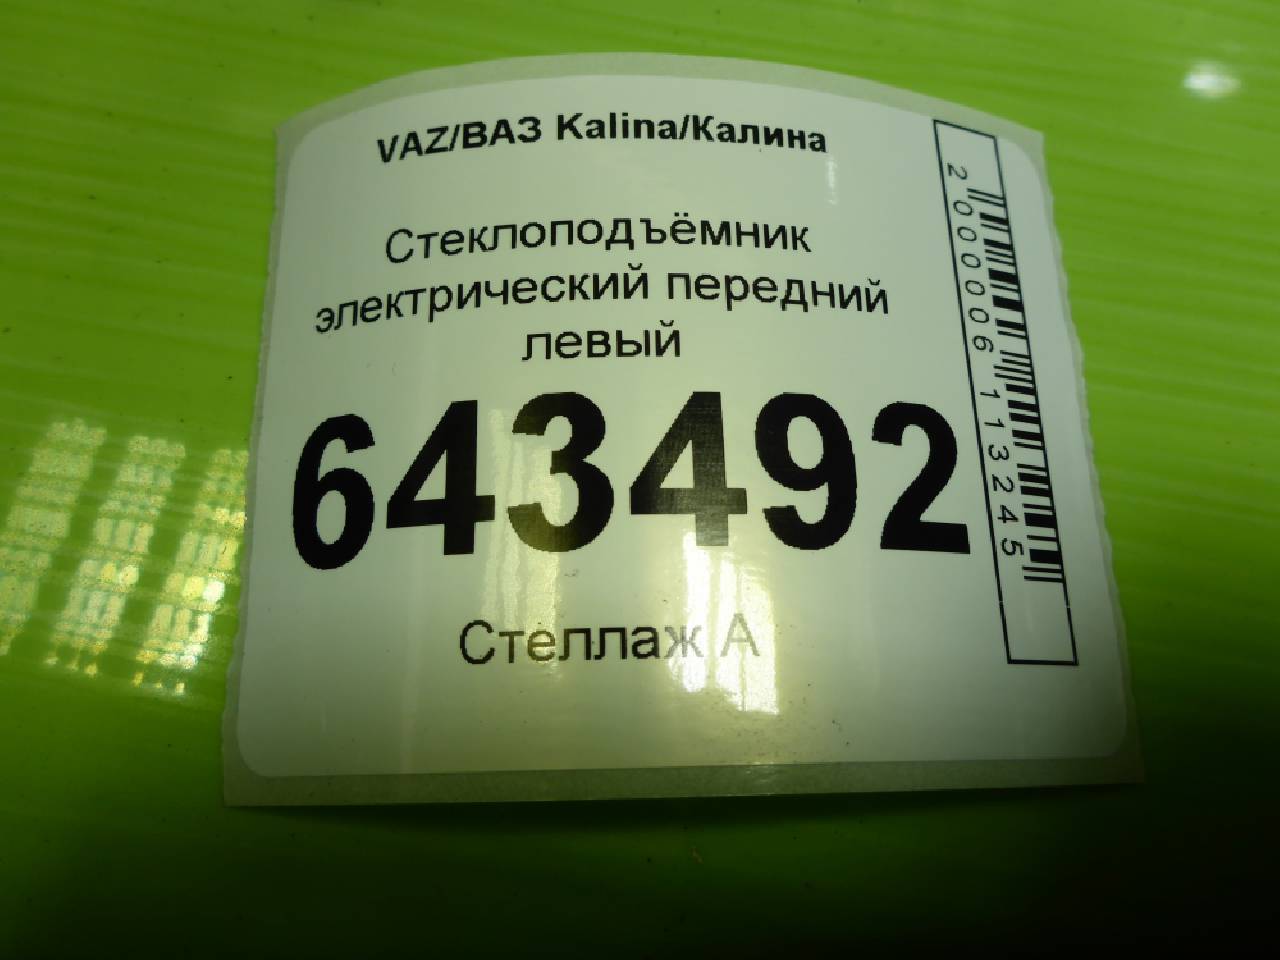 VAZ/ВАЗ Kalina/Калина
Стеклоподъёмник
электрический передний
левый
643492
Стеллаж А
2000006113245